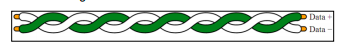 Data +
Data −